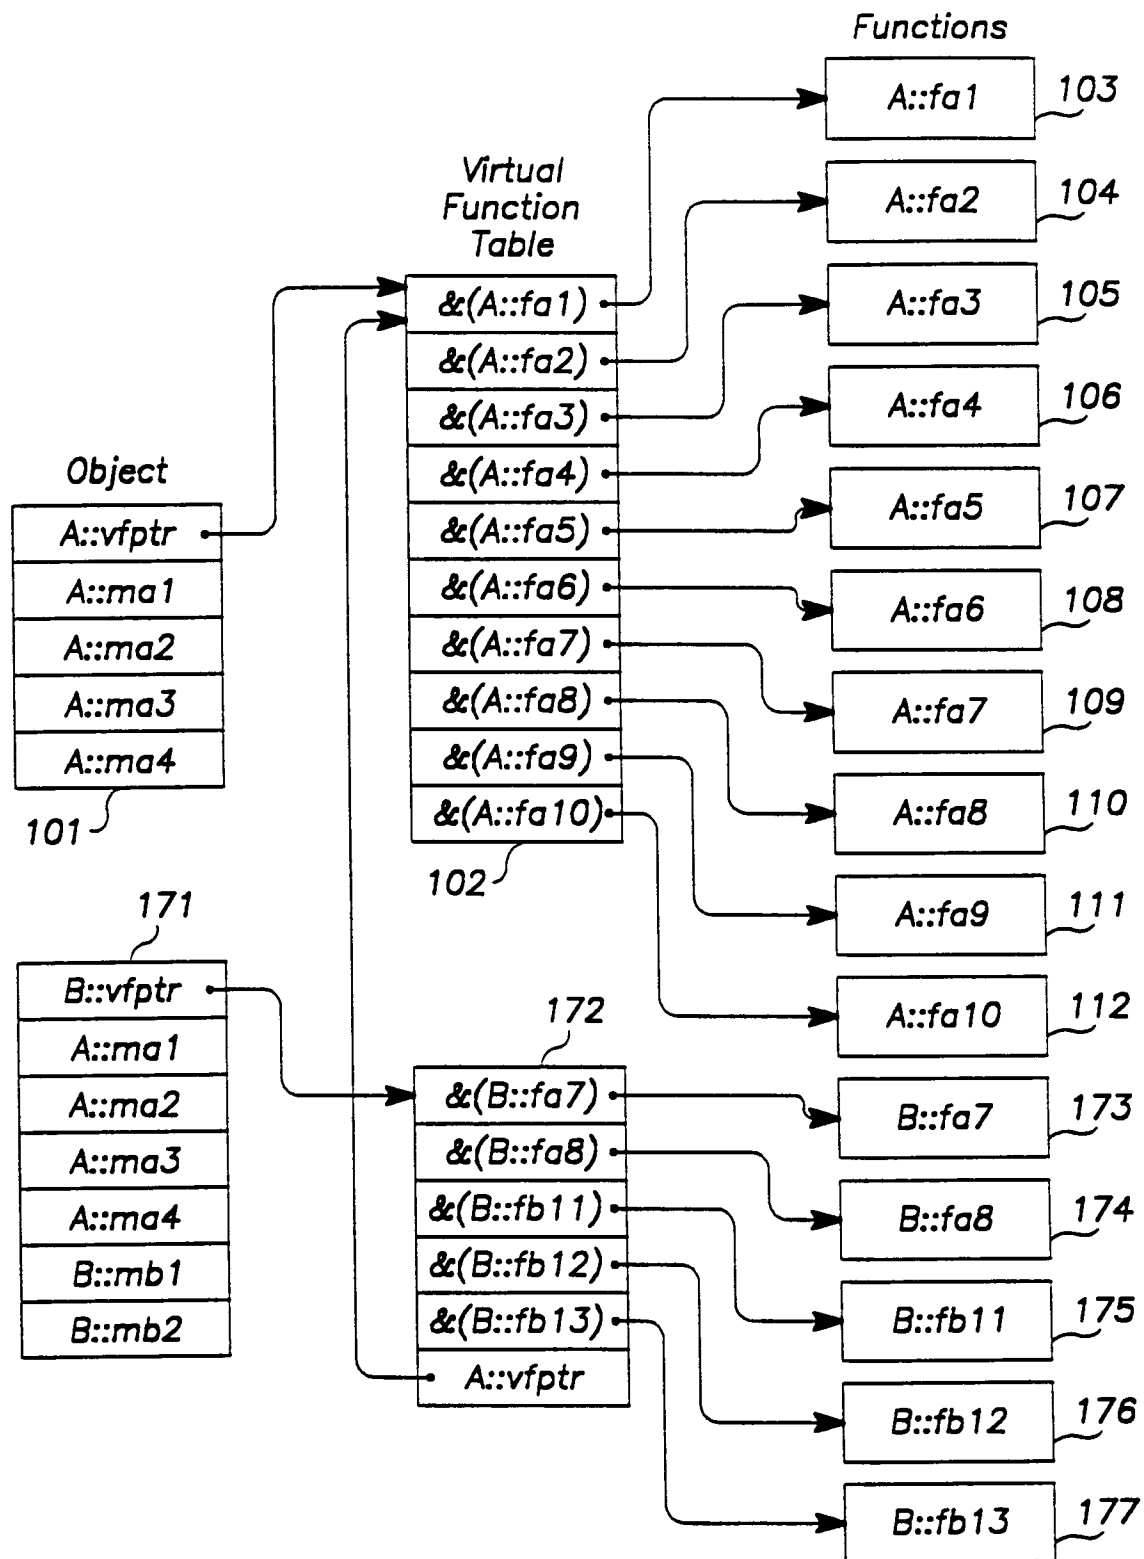 Functions
A::fa1
103
A::fa2
104
A::fa3
105
A::fa4
106
A::fa5
107
A::fa6
108
A::fa7
109
A::fa8
110
A::fa9
111
A::fa10
112
B::fa7
173
B::fa8
174
B::fb11
175
B::fb12
176
B::fb13
177
Virtual
Function
Table
&(A::fa1)
&(A::fa2)
&(A::fa3)
&(A::fa4)
&(A::fa5)
&(A::fa6)
&(A::fa7)
&(A::fa8)
&(A::fa9)
&(A::fa10)
102
Object
A::vfptr
A::ma1
A::ma2
A::ma3
A::ma4
101
171
B::vfptr
A::ma1
A::ma2
A::ma3
A::ma4
B::mb1
B::mb2
172
&(B::fa7)
&(B::fa8)
&(B::fb11)
&(B::fb12)
&(B::fb13)
A::vfptr